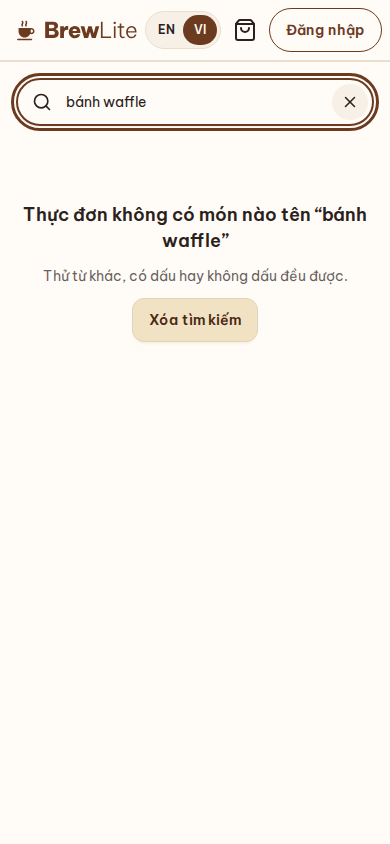 BrewLite
EN
VI
Đăng nhập
bánh waffle
Thực đơn không có món nào tên “bánh
waffle”
Thử từ khác, có dấu hay không dấu đều được.
Xóa tìm kiếm